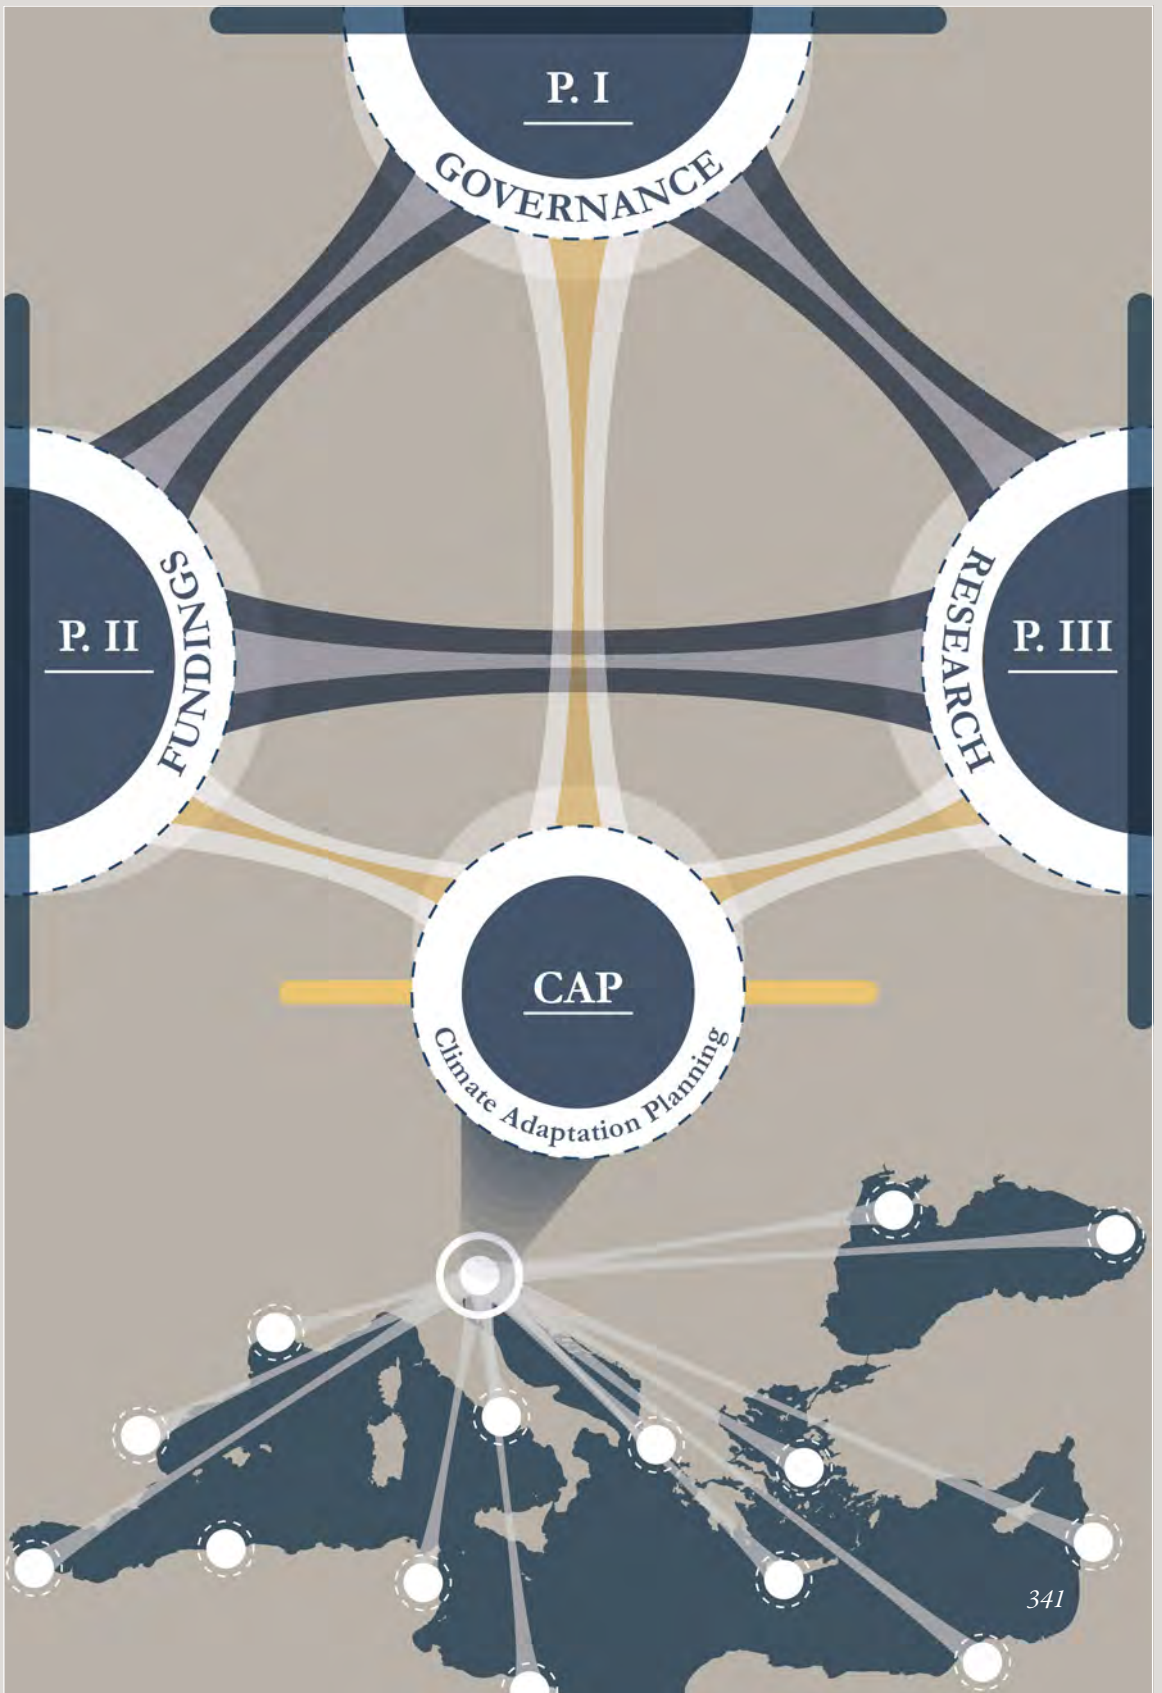 P. I
GOVERNANCE
P. II
FUNDINGS
P. III
RESEARCH
CAP
Climate Adaptation Planning
341